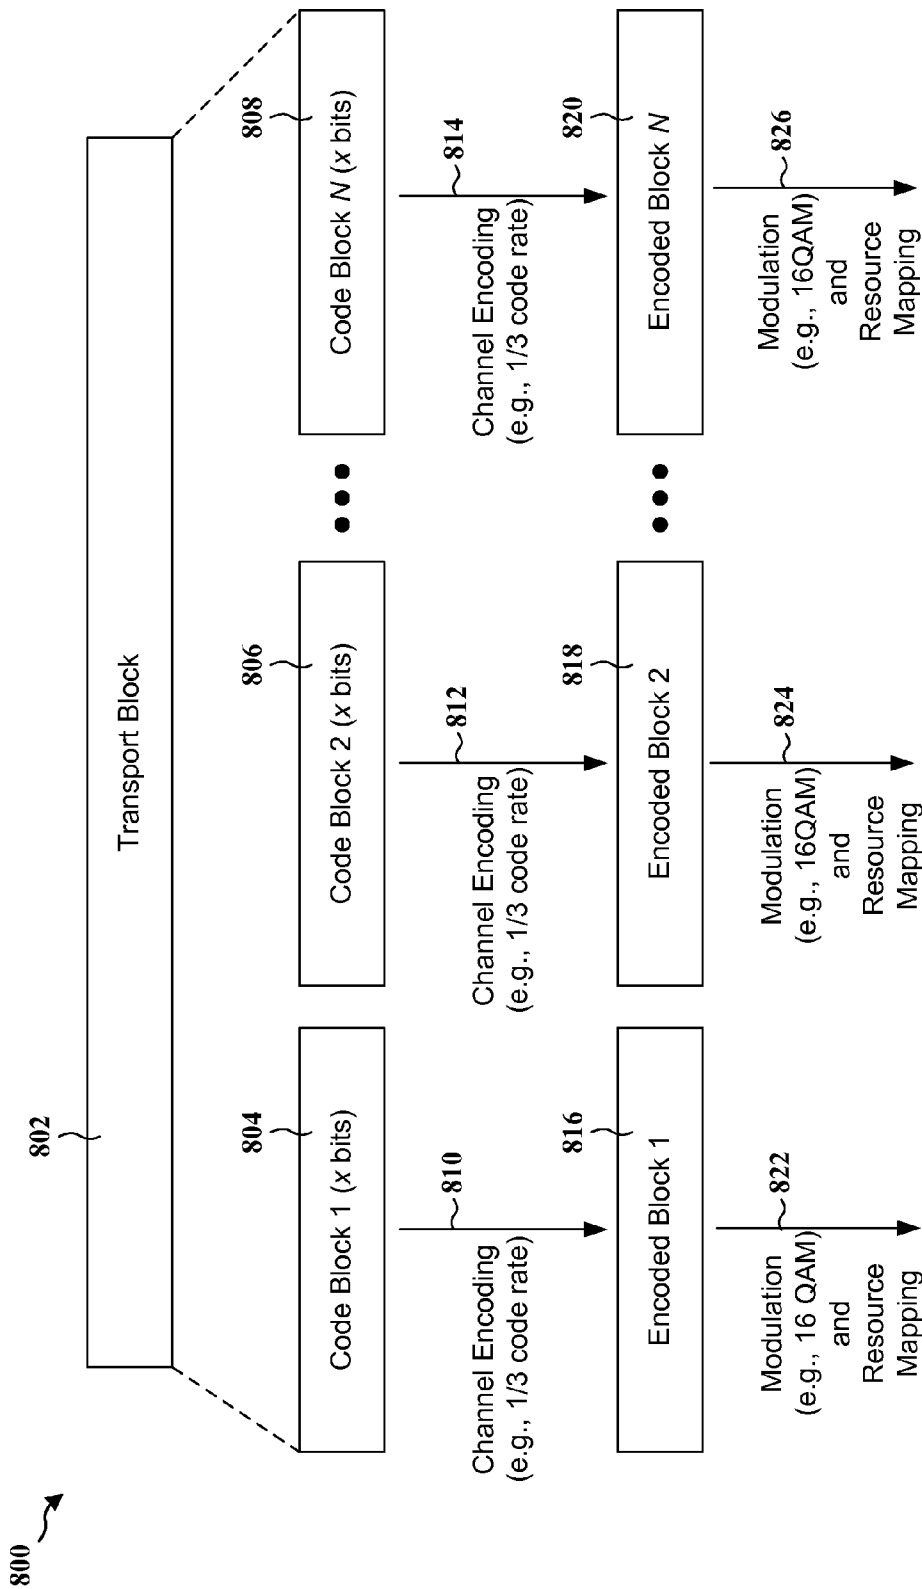 800
802
Transport Block
804
806
808
Code Block 1 (x bits)
Code Block 2 (x bits)
Code Block N (x bits)
810
812
814
Channel Encoding
(e.g., 1/3 code rate)
Channel Encoding
(e.g., 1/3 code rate)
Channel Encoding
(e.g., 1/3 code rate)
816
818
820
Encoded Block 1
Encoded Block 2
Encoded Block N
822
824
826
Modulation
(e.g., 16 QAM)
and
Resource
Mapping
Modulation
(e.g., 16QAM)
and
Resource
Mapping
Modulation
(e.g., 16QAM)
and
Resource
Mapping